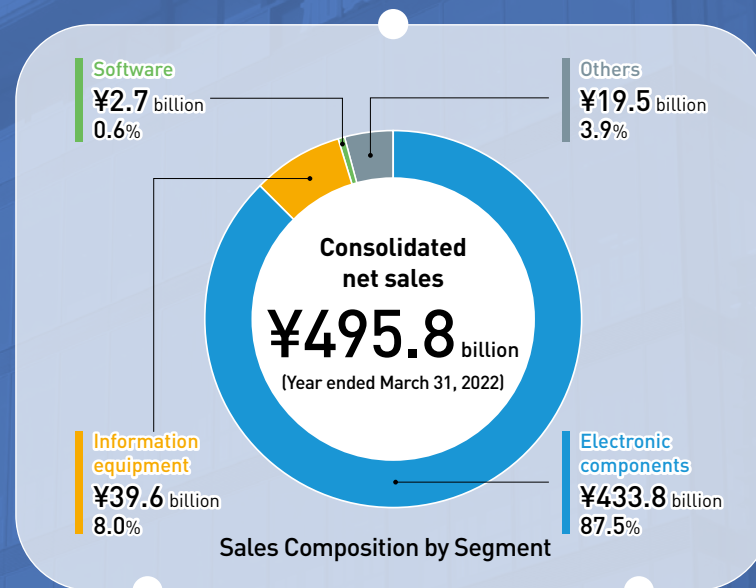 Software
¥2.7 billion
0.6%
Others
¥19.5 billion
3.9%
Consolidated
net sales
¥495.8 billion
(Year ended March 31, 2022)
Information
equipment
¥39.6 billion
8.0%
Electronic
components
¥433.8 billion
87.5%
Sales Composition by Segment